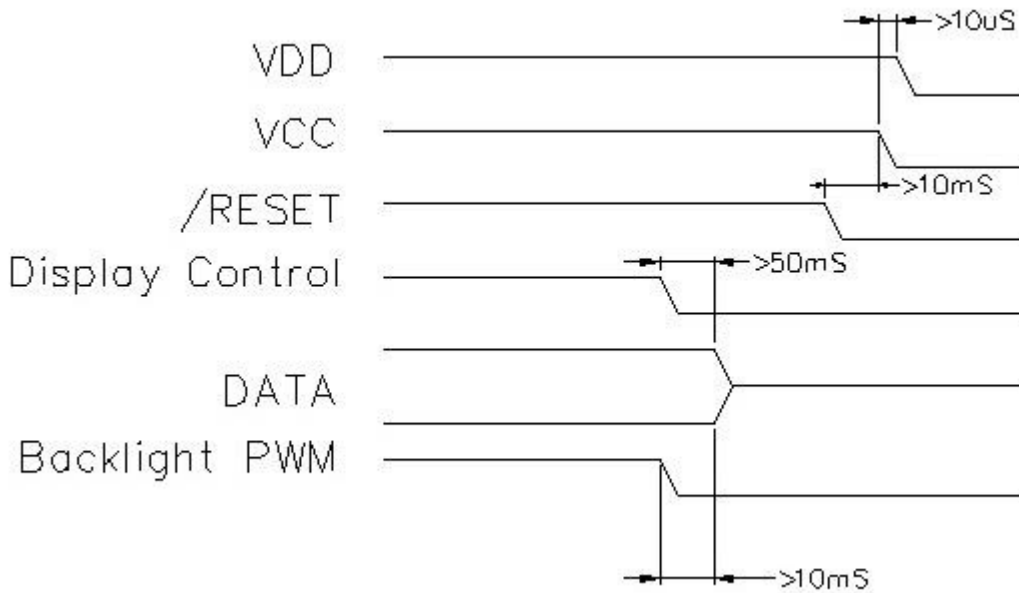 >10uS
VDD
VCC
>10mS
/RESET
>50mS
Display Control
DATA
Backlight PWM
>10mS